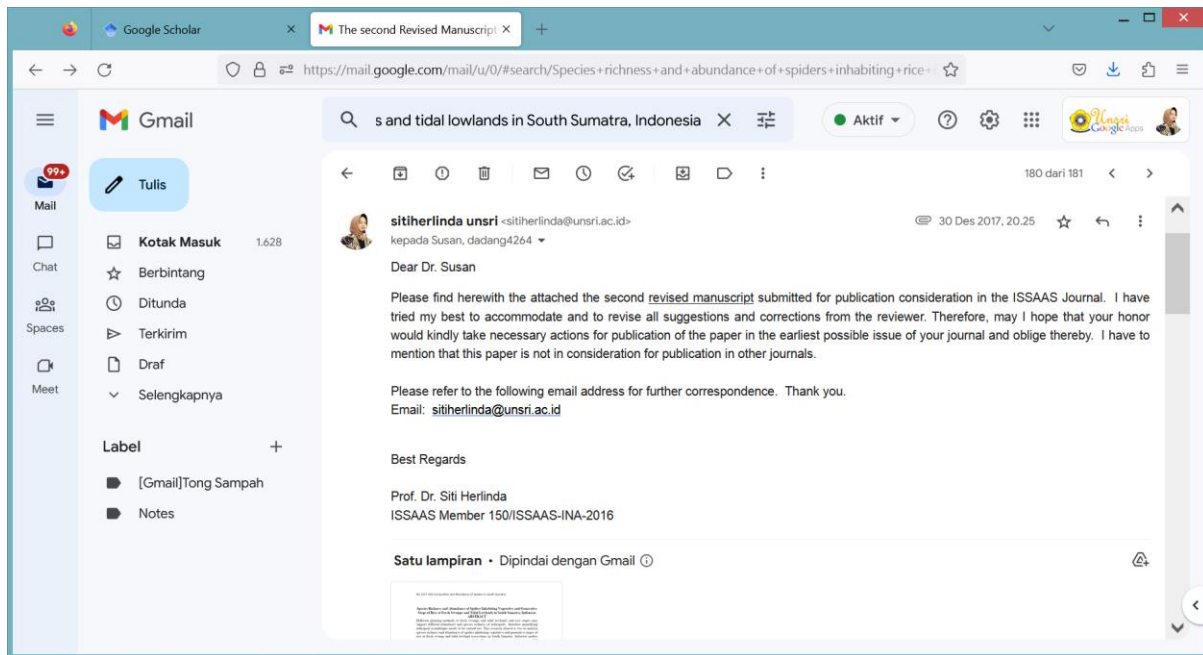 Google Scholar
The second Revised Manuscript
https://mail.google.com/mail/u/0/#search/Species+richness+and+abundance+of+spiders+inhabiting+rice+
Gmail
s and tidal lowlands in South Sumatra, Indonesia
Aktif
Unsri
Google Apps
99+
Mail
Chat
Spaces
Meet
Tulis
Kotak Masuk 1.628
Berbintang
Ditunda
Terkirim
Draf
Selengkapnya
Label
[Gmail]Tong Sampah
Notes
180 dari 181
sitiherlinda unsri <sitiherlinda@unsri.ac.id>
30 Des 2017, 20.25
kepada Susan, dadang4264
Dear Dr. Susan
Please find herewith the attached the second revised manuscript submitted for publication consideration in the ISSAAS Journal. I have
tried my best to accommodate and to revise all suggestions and corrections from the reviewer. Therefore, may I hope that your honor
would kindly take necessary actions for publication of the paper in the earliest possible issue of your journal and oblige thereby. I have to
mention that this paper is not in consideration for publication in other journals.
Please refer to the following email address for further correspondence. Thank you.
Email: sitiherlinda@unsri.ac.id
Best Regards
Prof. Dr. Siti Herlinda
ISSAAS Member 150/ISSAAS-INA-2016
Satu lampiran • Dipindai dengan Gmail